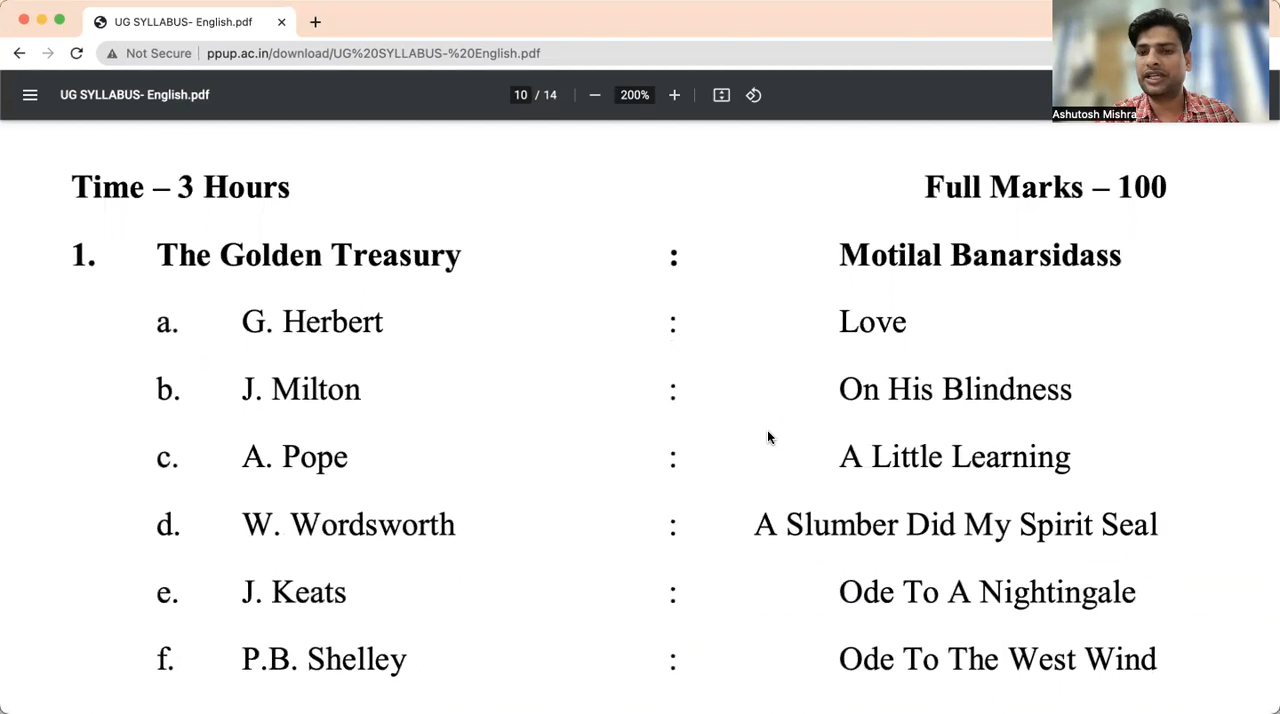 UG SYLLABUS- English.pdf
Not Secure ppup.ac.in/download/UG%20SYLLABUS-%20English.pdf
UG SYLLABUS- English.pdf 10 / 14 200%
Ashutosh Mishra
Time – 3 Hours Full Marks – 100
1. The Golden Treasury : Motilal Banarsidass
a. G. Herbert : Love
b. J. Milton : On His Blindness
c. A. Pope : A Little Learning
d. W. Wordsworth : A Slumber Did My Spirit Seal
e. J. Keats : Ode To A Nightingale
f. P.B. Shelley : Ode To The West Wind